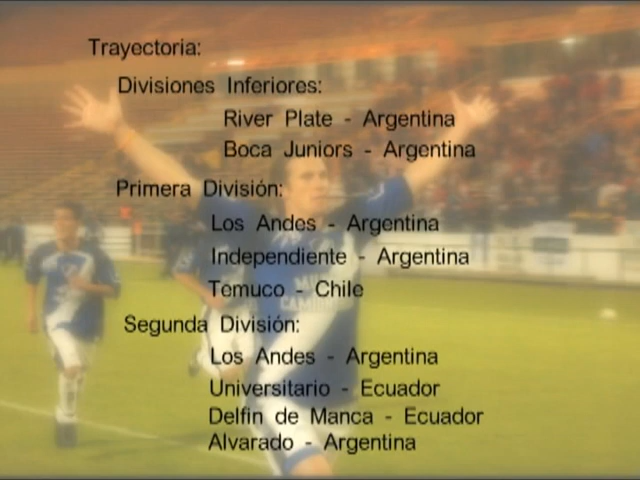 Trayectoria:
Divisiones Inferiores:
River Plate - Argentina
Boca Juniors - Argentina
Primera División:
Los Andes - Argentina
Independiente - Argentina
Temuco - Chile
Segunda División:
Los Andes - Argentina
Universitario - Ecuador
Delfin de Manca - Ecuador
Alvarado - Argentina